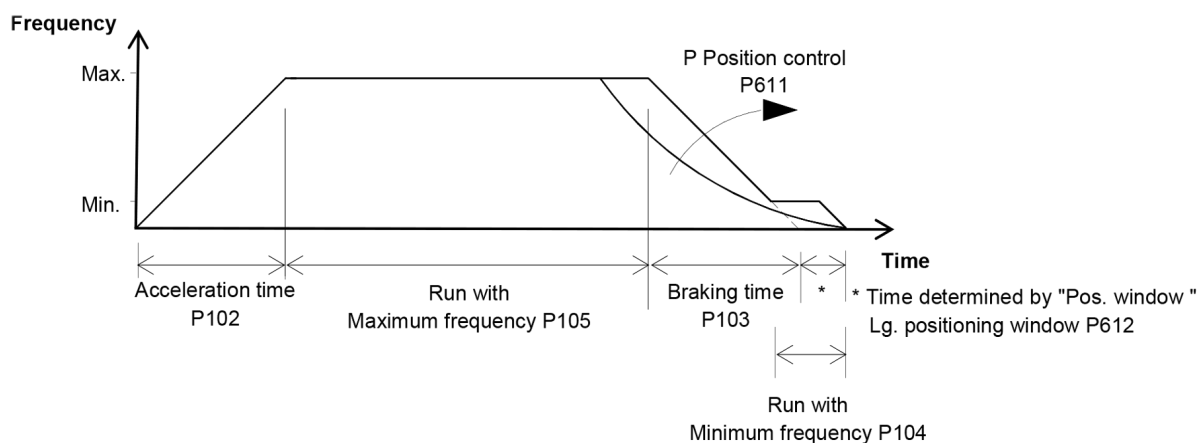 Frequency
Max.
P Position control
P611
Min.
Time
Acceleration time
P102
Run with
Maximum frequency P105
Braking time
P103
*
* Time determined by "Pos. window "
Lg. positioning window P612
Run with
Minimum frequency P104